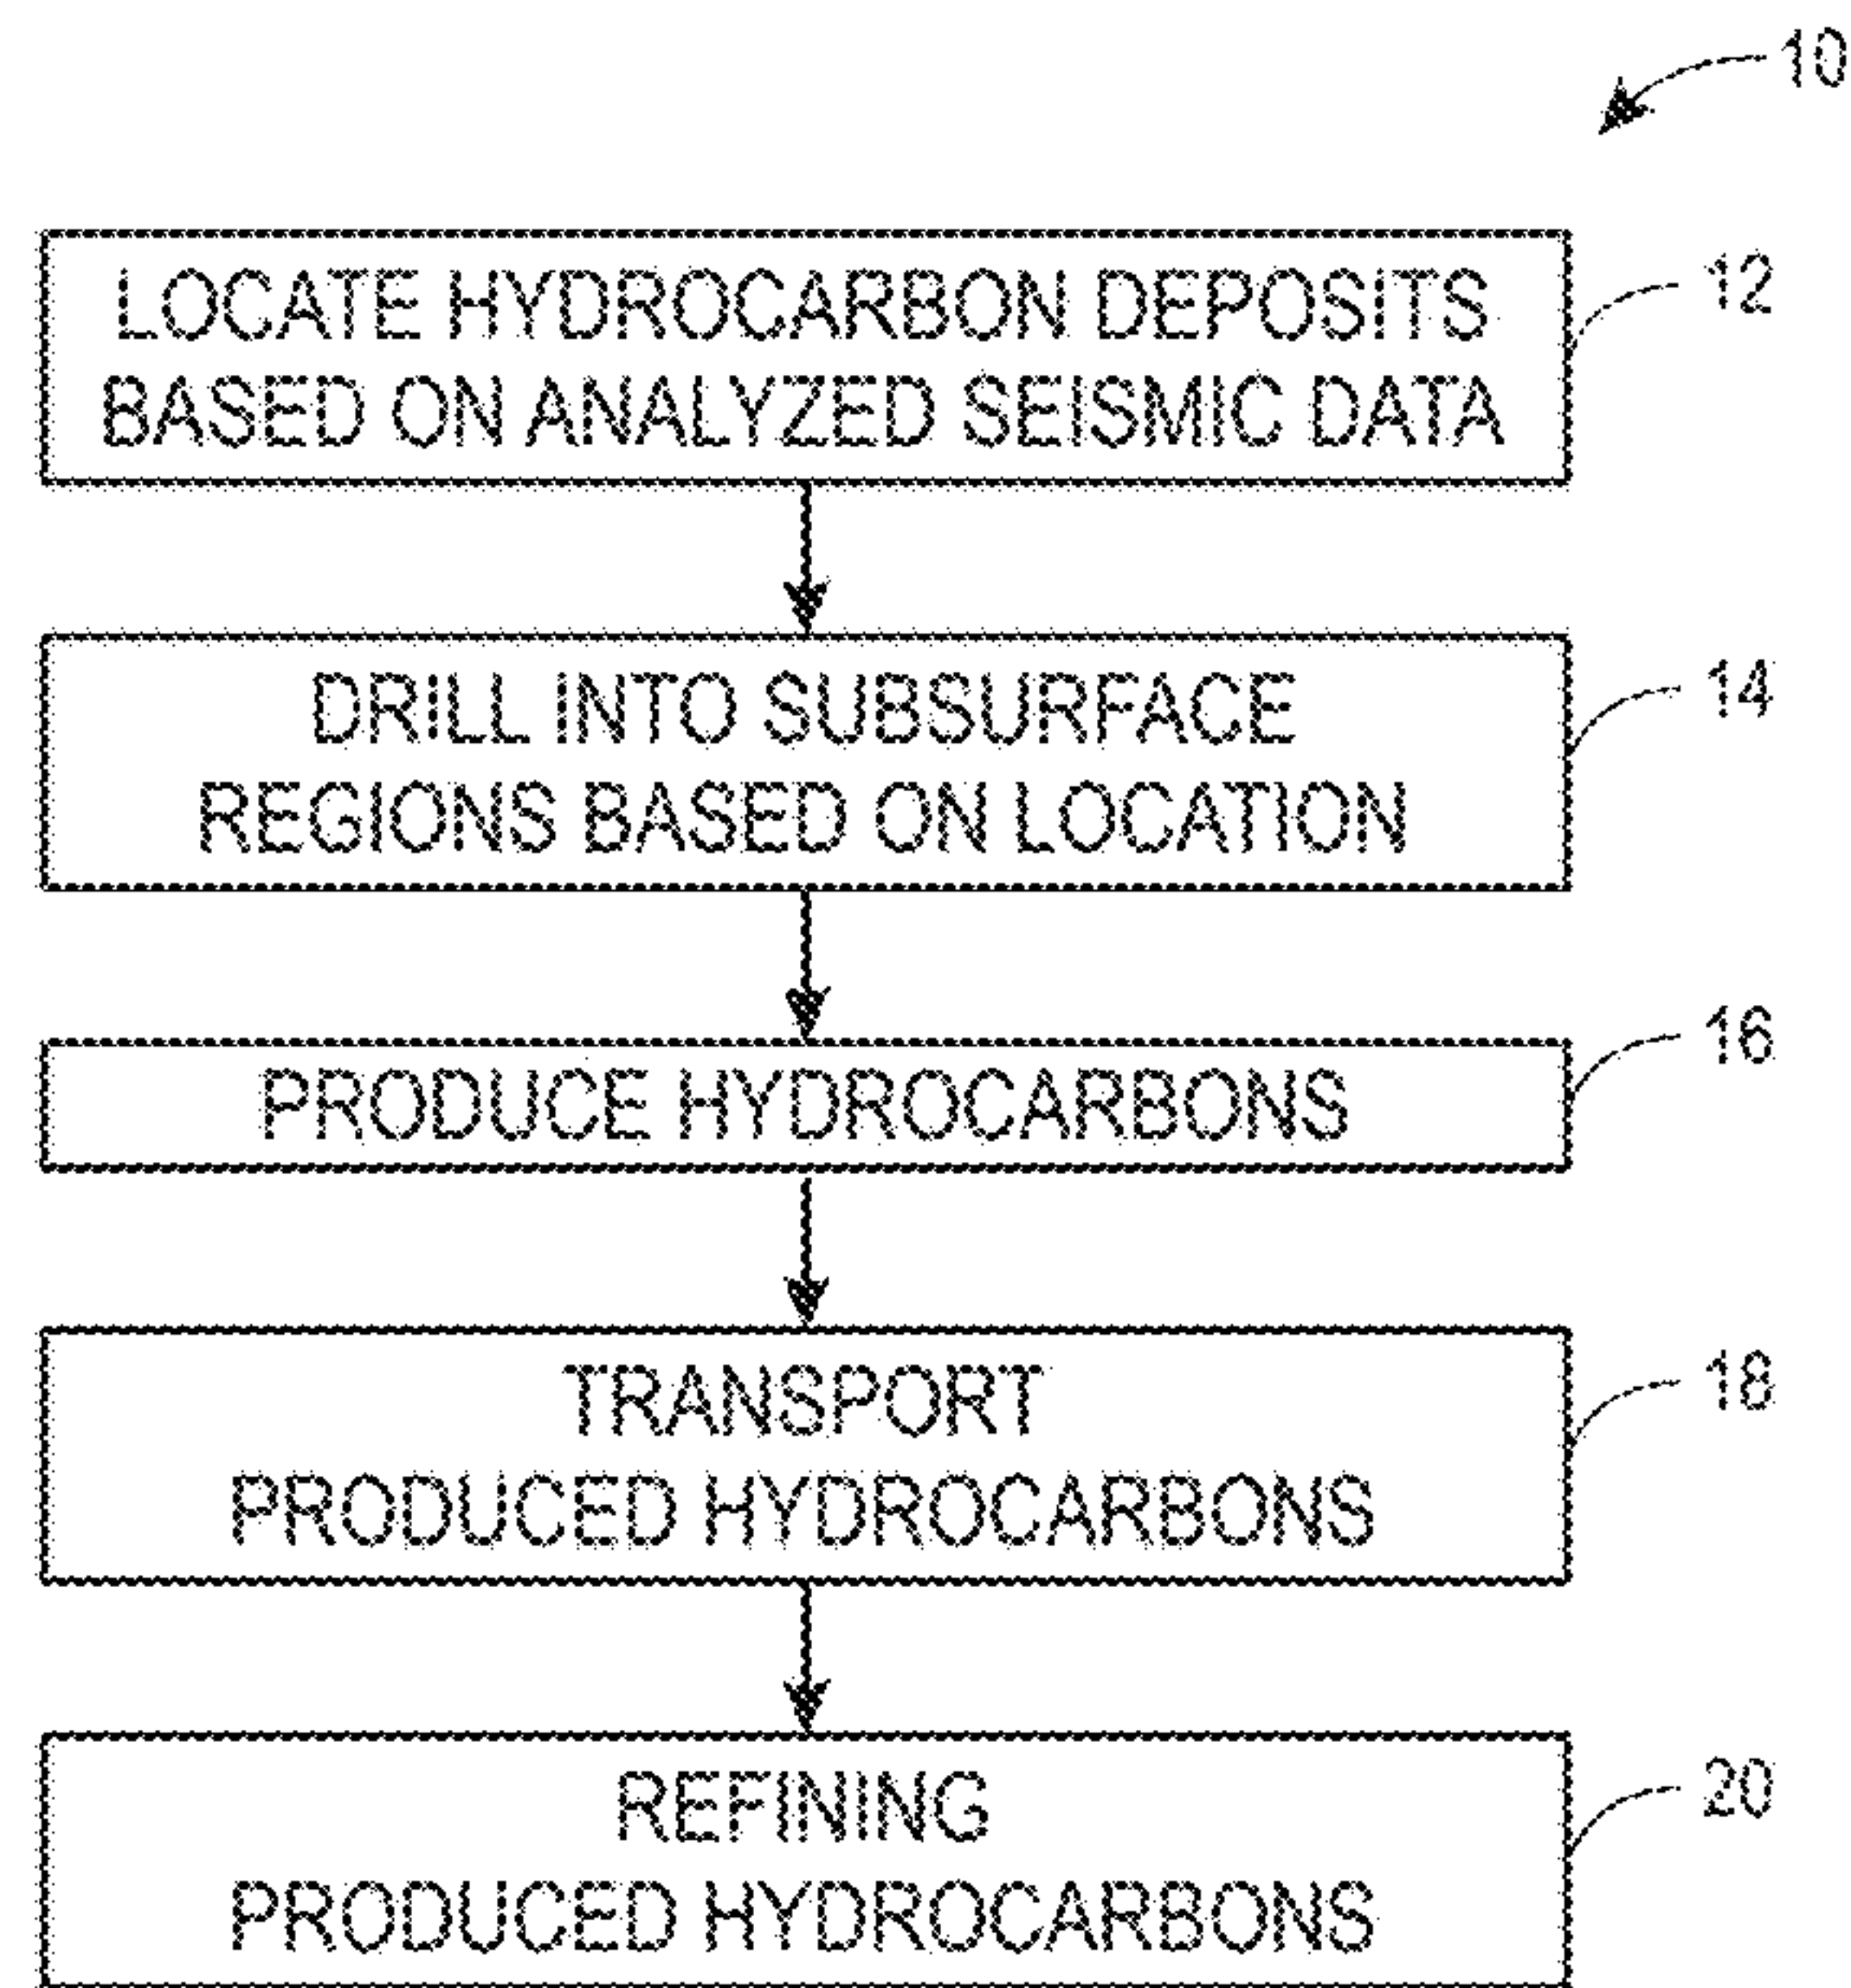 10
LOCATE HYDROCARBON DEPOSITS
BASED ON ANALYZED SEISMIC DATA
12
DRILL INTO SUBSURFACE
REGIONS BASED ON LOCATION
14
PRODUCE HYDROCARBONS
16
TRANSPORT
PRODUCED HYDROCARBONS
18
REFINING
PRODUCED HYDROCARBONS
20